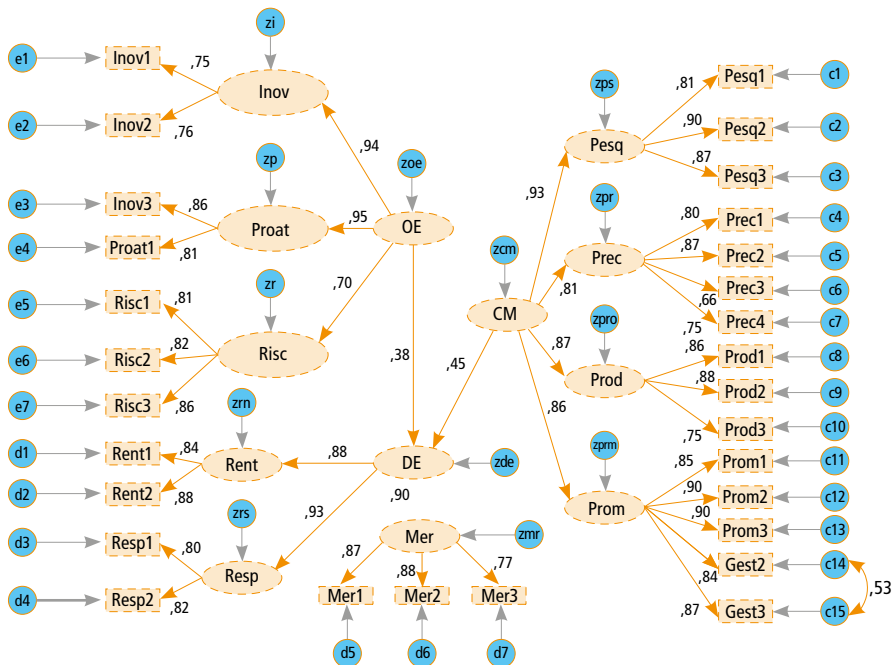 zi
e1
Inov1
,75
Inov
e2
Inov2
,76
,94
zp
zoe
e3
Inov3
,86
Proat
,95
OE
e4
Proat1
,81
zr
,70
e5
Risc1
,81
Risc
e6
Risc2
,82
e7
Risc3
,86
,38
,45
zrn
d1
Rent1
,84
Rent
,88
DE
zde
d2
Rent2
,88
,90
zrs
,93
d3
Resp1
,80
Resp
d4
Resp2
,82
Mer
zmr
,87
,88
,77
Mer1
Mer2
Mer3
d5
d6
d7
zcm
CM
,93
,81
,87
,86
zps
Pesq
,81
Pesq1
c1
,90
Pesq2
c2
,87
Pesq3
c3
zpr
Prec
,80
Prec1
c4
,87
Prec2
c5
Prec3
c6
,66
Prec4
c7
,75
zpro
Prod
,86
Prod1
c8
,88
Prod2
c9
,75
Prod3
c10
zprm
Prom
,85
Prom1
c11
,90
Prom2
c12
,90
Prom3
c13
,84
Gest2
c14
,87
Gest3
c15
,53